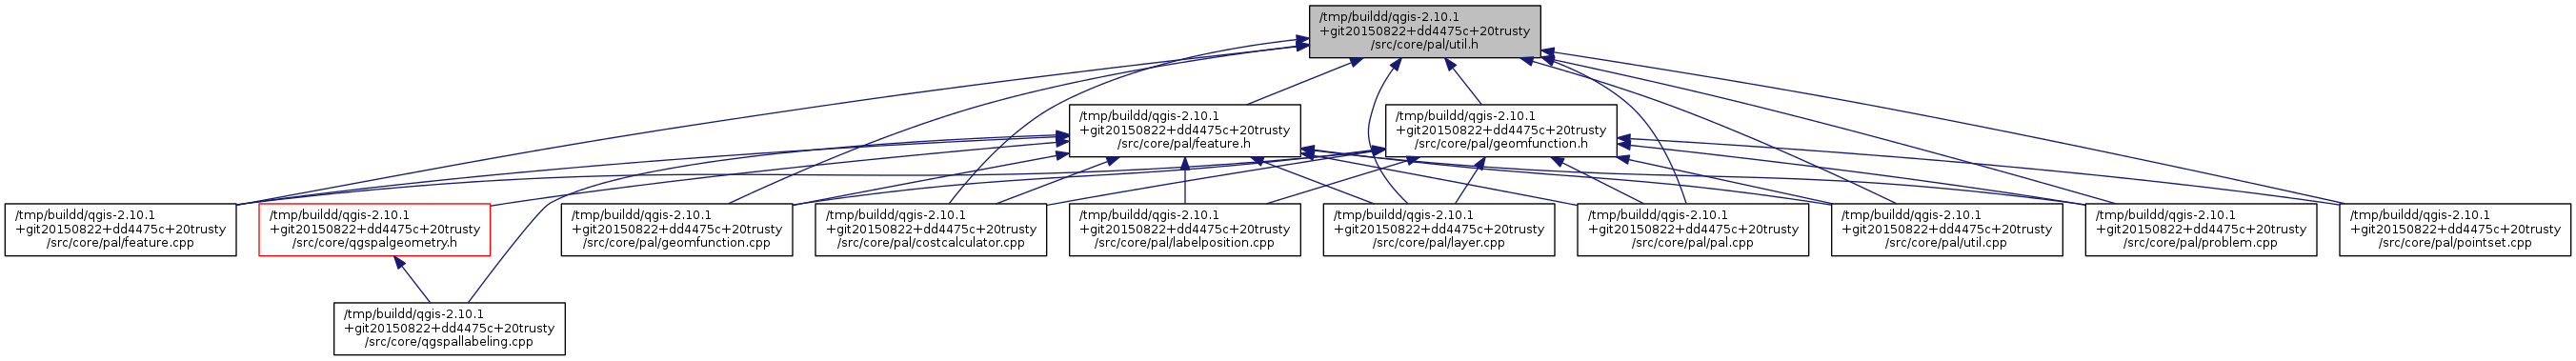 /tmp/buildd/qgis-2.10.1
+git20150822+dd4475c+20trusty
/src/core/pal/util.h
/tmp/buildd/qgis-2.10.1
+git20150822+dd4475c+20trusty
/src/core/pal/feature.h
/tmp/buildd/qgis-2.10.1
+git20150822+dd4475c+20trusty
/src/core/pal/geomfunction.h
/tmp/buildd/qgis-2.10.1
+git20150822+dd4475c+20trusty
/src/core/pal/feature.cpp
/tmp/buildd/qgis-2.10.1
+git20150822+dd4475c+20trusty
/src/core/qgspalgeometry.h
/tmp/buildd/qgis-2.10.1
+git20150822+dd4475c+20trusty
/src/core/pal/geomfunction.cpp
/tmp/buildd/qgis-2.10.1
+git20150822+dd4475c+20trusty
/src/core/pal/costcalculator.cpp
/tmp/buildd/qgis-2.10.1
+git20150822+dd4475c+20trusty
/src/core/pal/labelposition.cpp
/tmp/buildd/qgis-2.10.1
+git20150822+dd4475c+20trusty
/src/core/pal/layer.cpp
/tmp/buildd/qgis-2.10.1
+git20150822+dd4475c+20trusty
/src/core/pal/pal.cpp
/tmp/buildd/qgis-2.10.1
+git20150822+dd4475c+20trusty
/src/core/pal/util.cpp
/tmp/buildd/qgis-2.10.1
+git20150822+dd4475c+20trusty
/src/core/pal/problem.cpp
/tmp/buildd/qgis-2.10.1
+git20150822+dd4475c+20trusty
/src/core/pal/pointset.cpp
/tmp/buildd/qgis-2.10.1
+git20150822+dd4475c+20trusty
/src/core/qgspallabeling.cpp